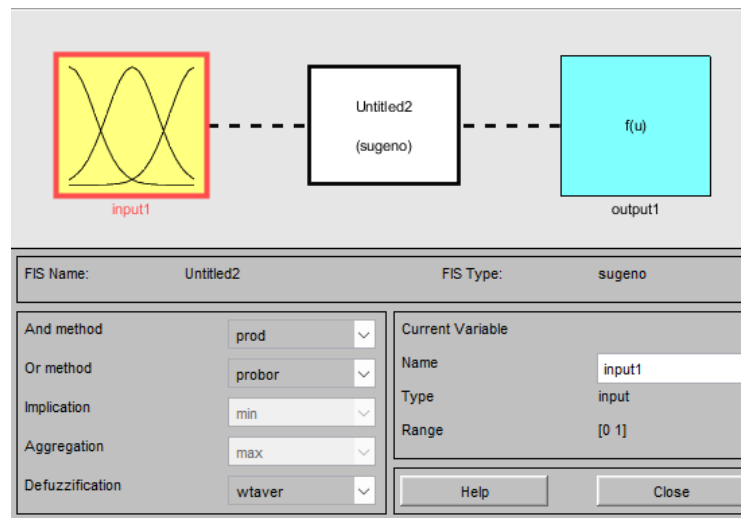 Untitled2
(sugeno)
f(u)
input1
output1
FIS Name: Untitled2 FIS Type: sugeno
And method prod
Or method probor
Implication min
Aggregation max
Defuzzification wtaver
Current Variable
Name input1
Type input
Range [0 1]
Help Close